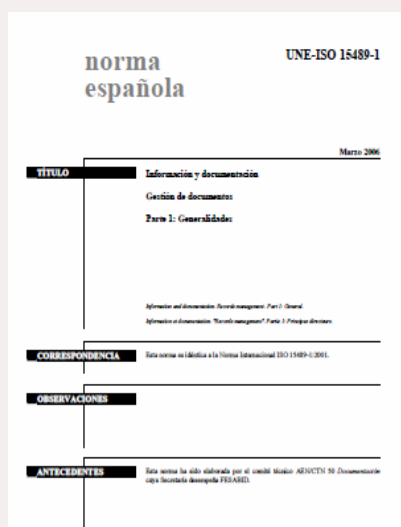 norma
española
UNE-ISO 15489-1
Marzo 2006
TÍTULO
Información y documentación
Gestión de documentos
Parte 1: Generalidades
Information and documentation. Records management. Part 1: General.
Information et documentation. "Records management". Partie 1: Principes directeurs.
CORRESPONDENCIA
Esta norma es idéntica a la Norma Internacional ISO 15489-1:2001.
OBSERVACIONES
ANTECEDENTES
Esta norma ha sido elaborada por el comité técnico AEN/CTN 50 Documentación
cuya Secretaría desempeña FESABID.